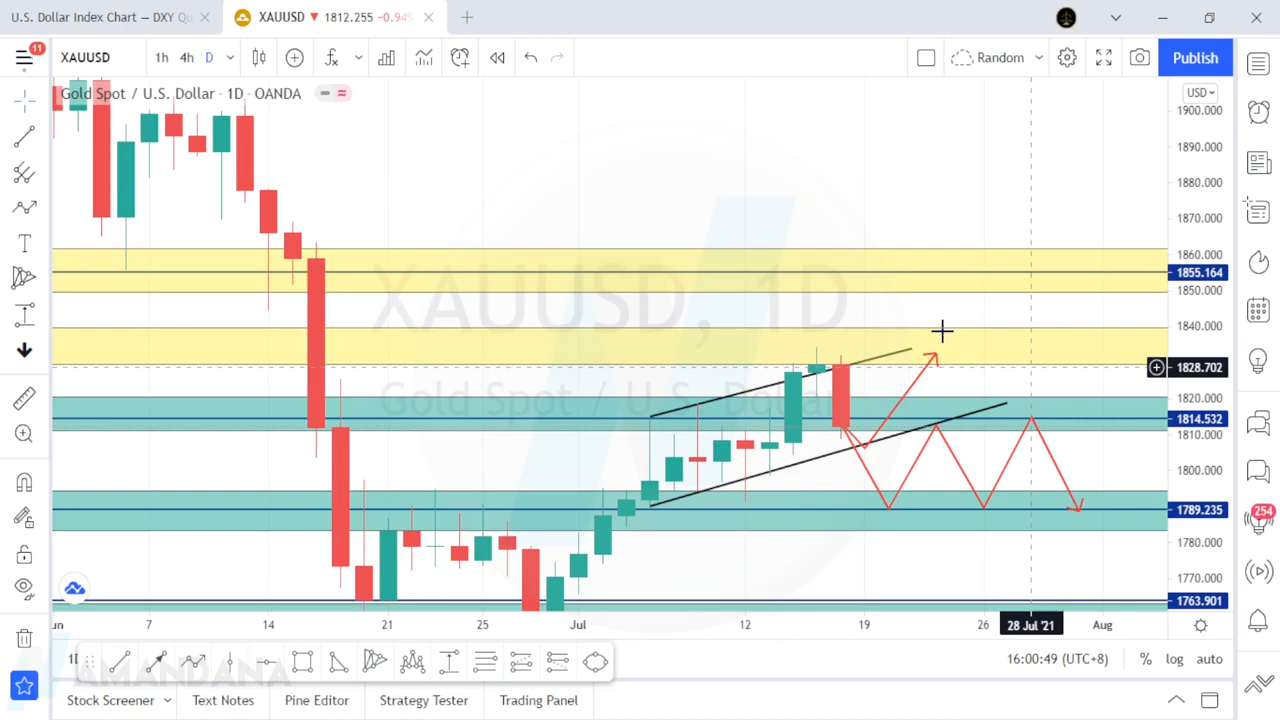 U.S. Dollar Index Chart — DXY Qu
XAUUSD ▼ 1812.255 −0.94%
11
XAUUSD 1h 4h D
Random
Publish
Gold Spot / U.S. Dollar · 1D · OANDA
USD
1900.000
1890.000
1880.000
1870.000
1860.000
1855.164
1850.000
1840.000
1828.702
1820.000
1814.532
1810.000
1800.000
1789.235
1780.000
1770.000
1763.901
XAUUSD, 1D
Gold Spot / U.S. Dollar
254
un 7 14 21 25 Jul 12 19 26 28 Jul '21 Aug
1D
16:00:49 (UTC+8) % log auto
AMANDANA
Stock Screener Text Notes Pine Editor Strategy Tester Trading Panel